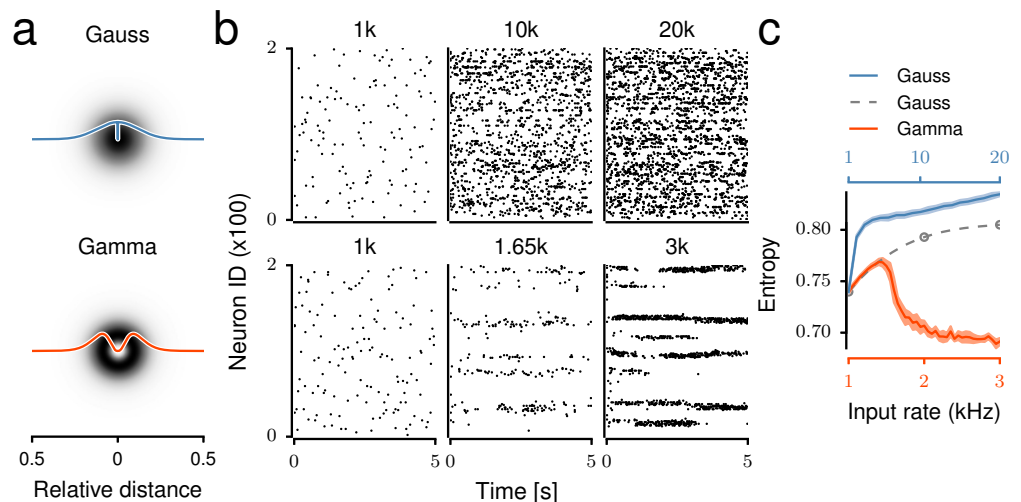 a
Gauss
Gamma
0.5 0 0.5
Relative distance
b
1k 10k 20k
2
1
0
1k 1.65k 3k
2
1
0
Neuron ID (x100)
0 5 0 5 0 5
Time [s]
c
Gauss
Gauss
Gamma
1 10 20
0.80
0.75
0.70
Entropy
1 2 3
Input rate (kHz)